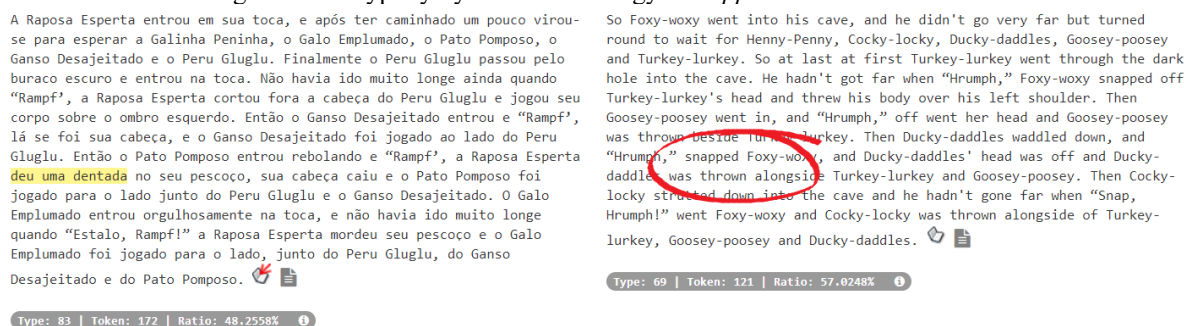 A Raposa Esperta entrou em sua toca, e após ter caminhado um pouco virou-
se para esperar a Galinha Peninha, o Galo Emplumado, o Pato Pomposo, o
Ganso Desajeitado e o Peru Gluglu. Finalmente o Peru Gluglu passou pelo
buraco escuro e entrou na toca. Não havia ido muito longe ainda quando
“Rampf’, a Raposa Esperta cortou fora a cabeça do Peru Gluglu e jogou seu
corpo sobre o ombro esquerdo. Então o Ganso Desajeitado entrou e “Rampf’,
lá se foi sua cabeça, e o Ganso Desajeitado foi jogado ao lado do Peru
Gluglu. Então o Pato Pomposo entrou rebolando e “Rampf’, a Raposa Esperta
deu uma dentada no seu pescoço, sua cabeça caiu e o Pato Pomposo foi
jogado para o lado junto do Peru Gluglu e o Ganso Desajeitado. O Galo
Emplumado entrou orgulhosamente na toca, e não havia ido muito longe
quando “Estalo, Rampf!” a Raposa Esperta mordeu seu pescoço e o Galo
Emplumado foi jogado para o lado, junto do Peru Gluglu, do Ganso
Desajeitado e do Pato Pomposo.
Type: 83 | Token: 172 | Ratio: 48.2558%
So Foxy-woxy went into his cave, and he didn't go very far but turned
round to wait for Henny-Penny, Cocky-locky, Ducky-daddles, Goosey-poosey
and Turkey-lurkey. So at last at first Turkey-lurkey went through the dark
hole into the cave. He hadn't got far when “Hrumph,” Foxy-woxy snapped off
Turkey-lurkey's head and threw his body over his left shoulder. Then
Goosey-poosey went in, and “Hrumph,” off went her head and Goosey-poosey
was thrown beside Turkey-lurkey. Then Ducky-daddles waddled down, and
“Hrumph,” snapped Foxy-woxy, and Ducky-daddles' head was off and Ducky-
daddles was thrown alongside Turkey-lurkey and Goosey-poosey. Then Cocky-
locky strutted down into the cave and he hadn't gone far when “Snap,
Hrumph!” went Foxy-woxy and Cocky-locky was thrown alongside of Turkey-
lurkey, Goosey-poosey and Ducky-daddles.
Type: 69 | Token: 121 | Ratio: 57.0248%